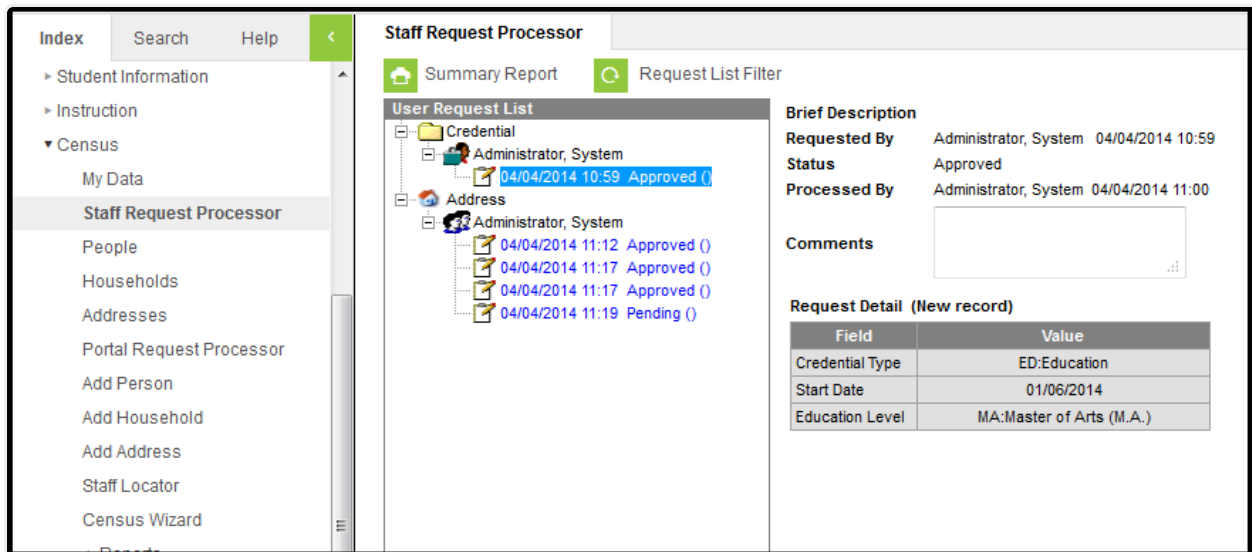 Index Search Help <
Student Information
Instruction
Census
My Data
Staff Request Processor
People
Households
Addresses
Portal Request Processor
Add Person
Add Household
Add Address
Staff Locator
Census Wizard
Reports
Staff Request Processor
Summary Report Request List Filter
User Request List
Credential
Administrator, System
04/04/2014 10:59 Approved ()
Address
Administrator, System
04/04/2014 11:12 Approved ()
04/04/2014 11:17 Approved ()
04/04/2014 11:17 Approved ()
04/04/2014 11:19 Pending ()
Brief Description
Requested By Administrator, System 04/04/2014 10:59
Status Approved
Processed By Administrator, System 04/04/2014 11:00
Comments
Request Detail (New record)
Field Value
Credential Type ED:Education
Start Date 01/06/2014
Education Level MA:Master of Arts (M.A.)